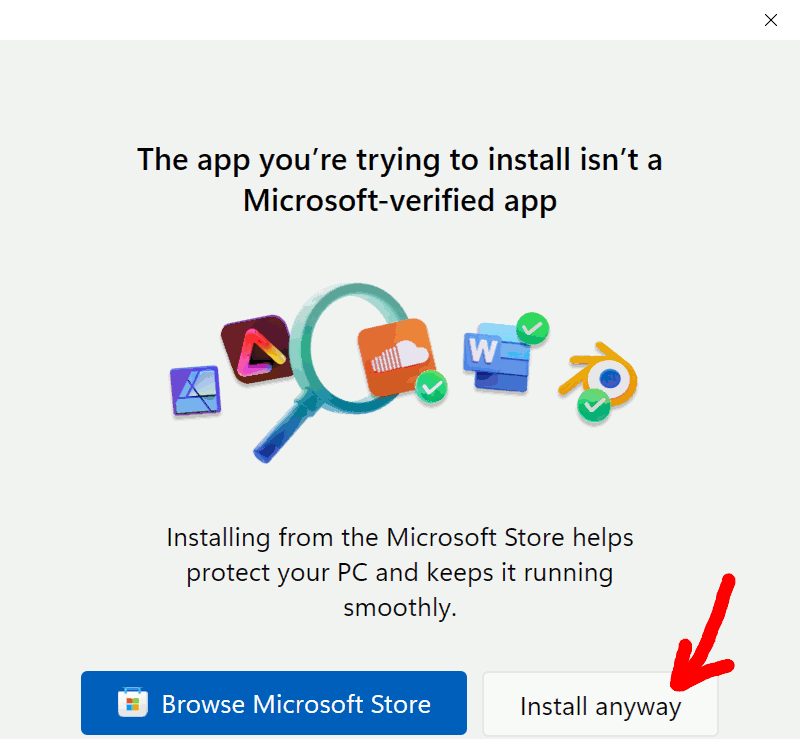 The app you’re trying to install isn’t a
Microsoft-verified app
W
Installing from the Microsoft Store helps
protect your PC and keeps it running
smoothly.
Browse Microsoft Store
Install anyway